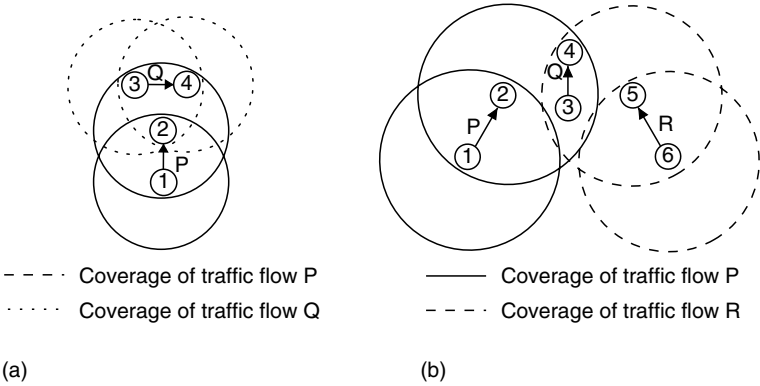 Q
3 4
2
P
1
4
Q
2
3
5
P
R
1
6
Coverage of traffic flow P
Coverage of traffic flow Q
Coverage of traffic flow P
Coverage of traffic flow R
(a)
(b)